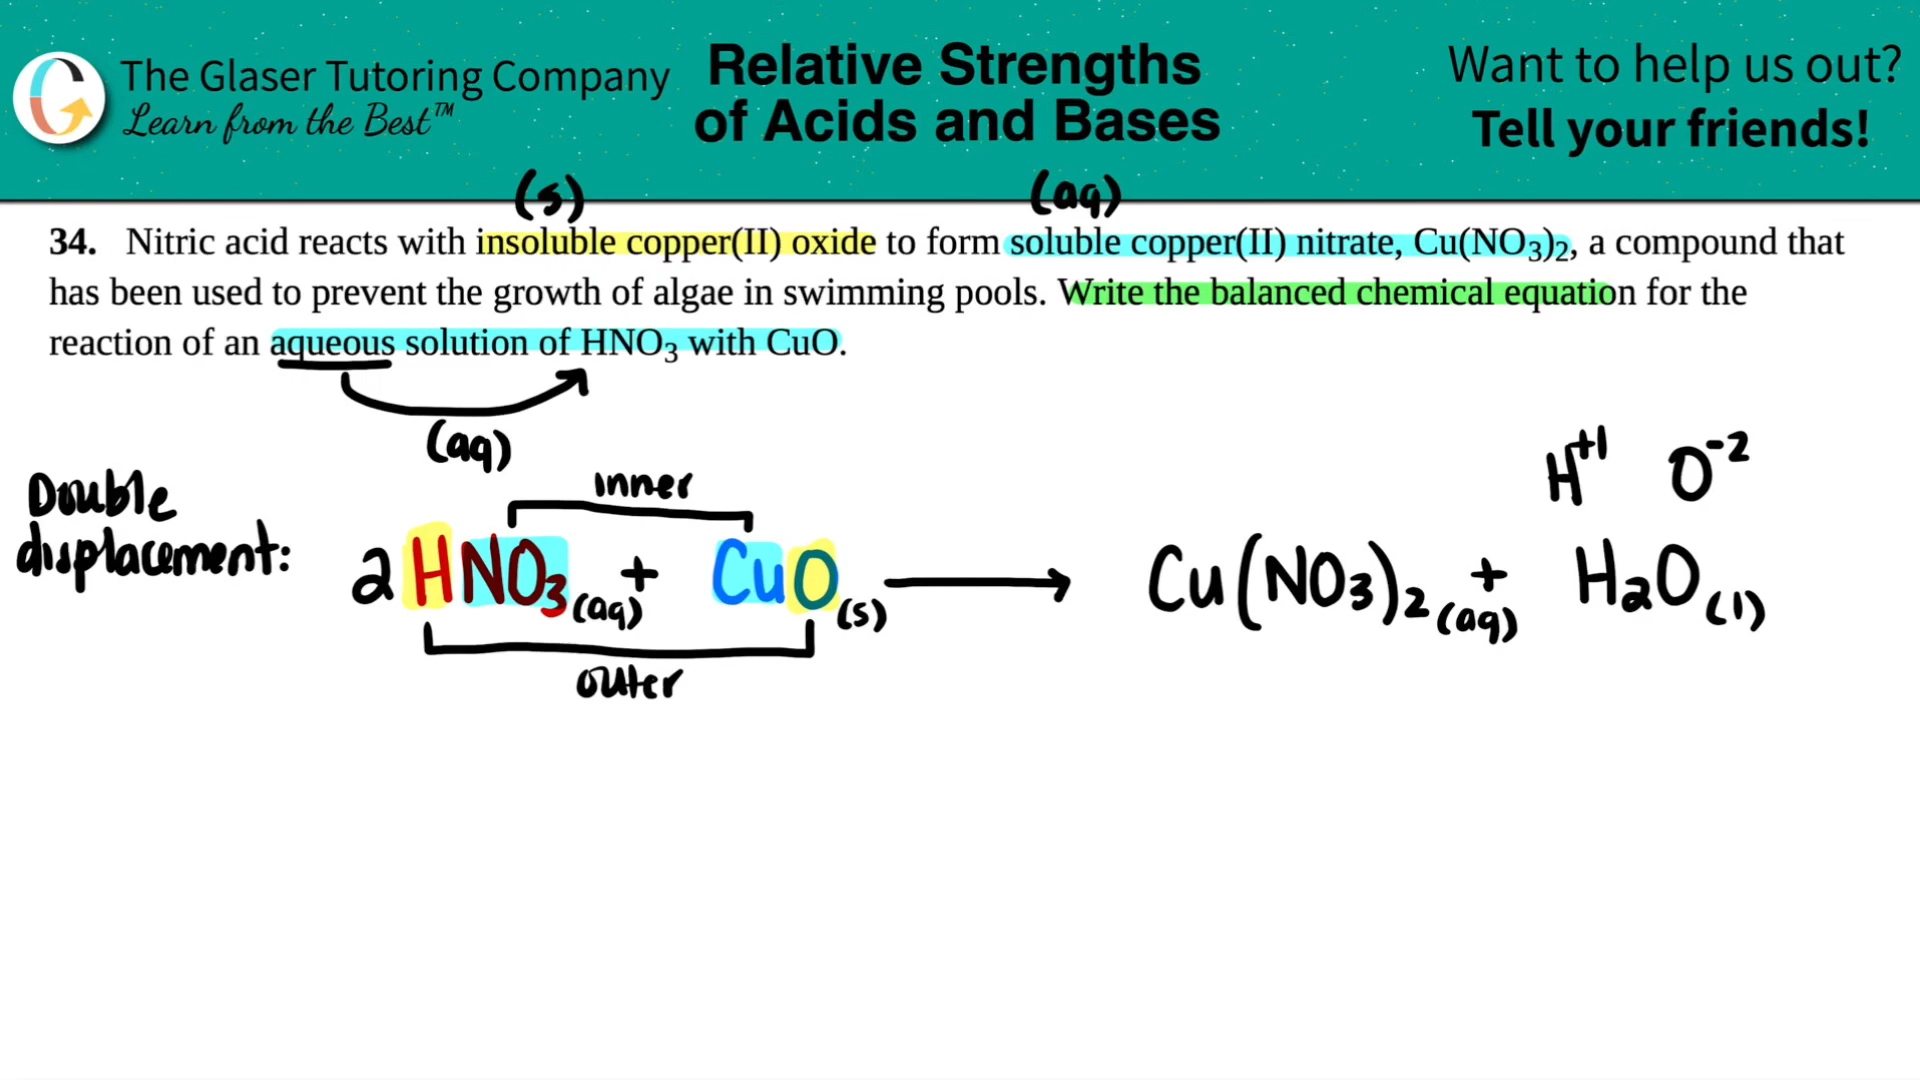 The Glaser Tutoring Company
Learn from the Best™
Relative Strengths
of Acids and Bases
Want to help us out?
Tell your friends!
(s)
(aq)
34. Nitric acid reacts with insoluble copper(II) oxide to form soluble copper(II) nitrate, Cu(NO₃)₂, a compound that
has been used to prevent the growth of algae in swimming pools. Write the balanced chemical equation for the
reaction of an aqueous solution of HNO₃ with CuO.
(aq)
H⁺¹ O⁻²
Double
displacement:
inner
2HNO₃(aq) + CuO(s) → Cu(NO₃)₂(aq) + H₂O(l)
outer